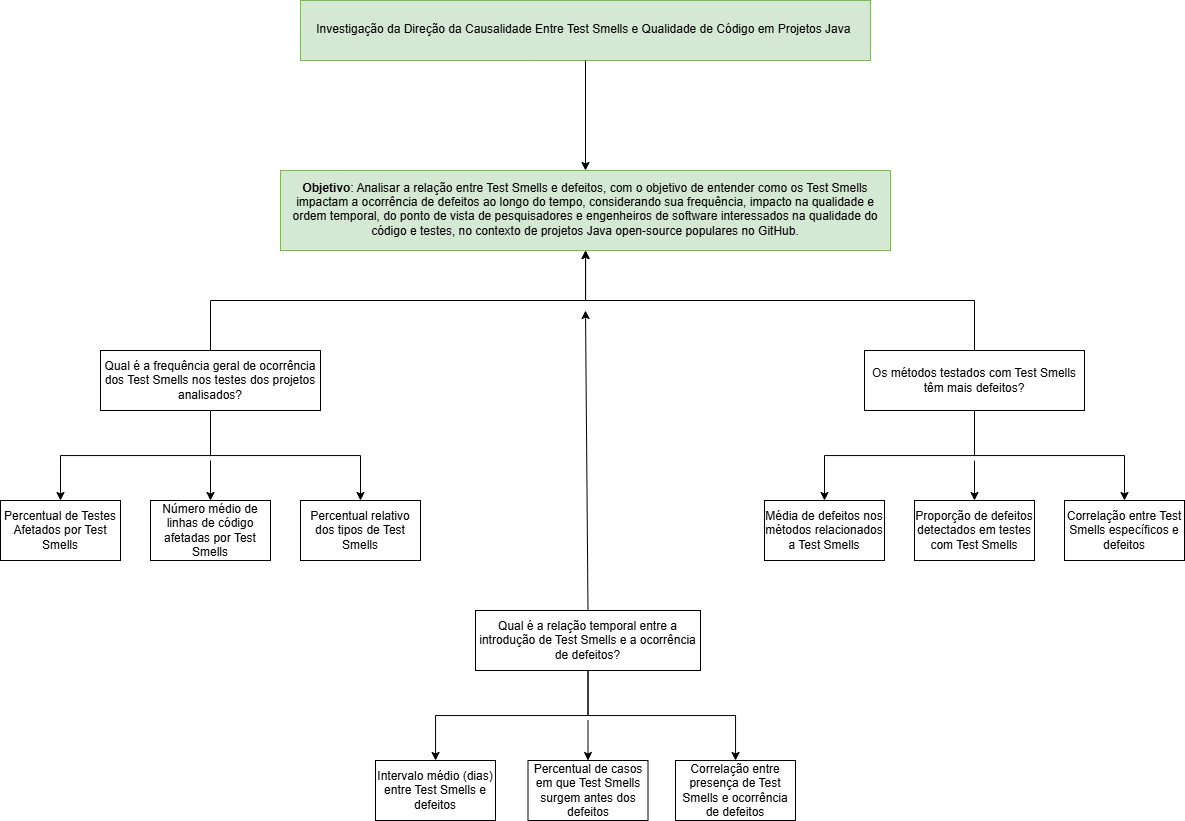 Investigação da Direção da Causalidade Entre Test Smells e Qualidade de Código em Projetos Java
Objetivo: Analisar a relação entre Test Smells e defeitos, com o objetivo de entender como os Test Smells
impactam a ocorrência de defeitos ao longo do tempo, considerando sua frequência, impacto na qualidade e
ordem temporal, do ponto de vista de pesquisadores e engenheiros de software interessados na qualidade do
código e testes, no contexto de projetos Java open-source populares no GitHub.
Qual é a frequência geral de ocorrência
dos Test Smells nos testes dos projetos
analisados?
Os métodos testados com Test Smells
têm mais defeitos?
Percentual de Testes
Afetados por Test
Smells
Número médio de
linhas de código
afetadas por Test
Smells
Percentual relativo
dos tipos de Test
Smells
Média de defeitos nos
métodos relacionados
a Test Smells
Proporção de defeitos
detectados em testes
com Test Smells
Correlação entre Test
Smells específicos e
defeitos
Qual é a relação temporal entre a
introdução de Test Smells e a ocorrência
de defeitos?
Intervalo médio (dias)
entre Test Smells e
defeitos
Percentual de casos
em que Test Smells
surgem antes dos
defeitos
Correlação entre
presença de Test
Smells e ocorrência
de defeitos